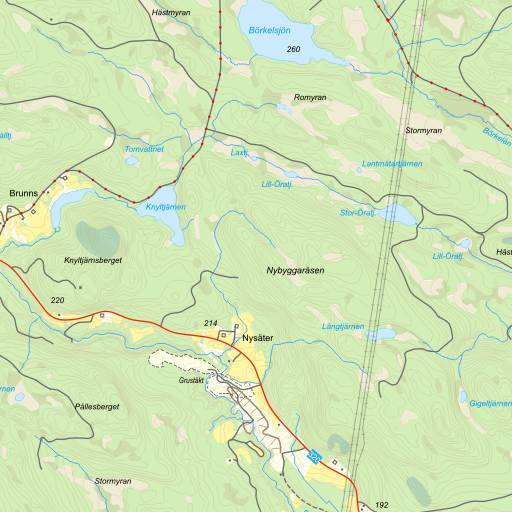 Hästmyran
Börkelsjön
260
Romyran
Stormyran
Börkelån
Tomvattnet
Laxtj.
Lantmätartjärnen
Lill-Öratj.
Brunns
Knyltjärnen
Stor-Öratj.
Lill-Öratj.
Knyltjärnsberget
Nybyggaråsen
220
214
Långtjärnen
Nysäter
Grustäkt
Gigeltjärnen
Pällesberget
Stormyran
192